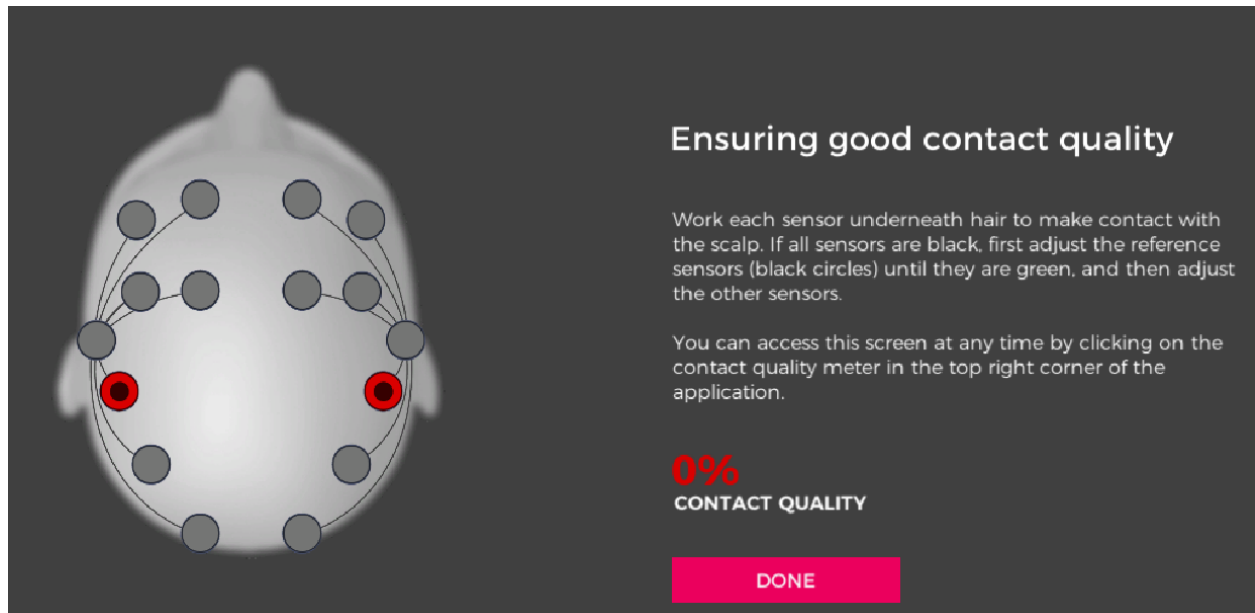 Ensuring good contact quality
Work each sensor underneath hair to make contact with
the scalp. If all sensors are black, first adjust the reference
sensors (black circles) until they are green, and then adjust
the other sensors.
You can access this screen at any time by clicking on the
contact quality meter in the top right corner of the
application.
0%
CONTACT QUALITY
DONE